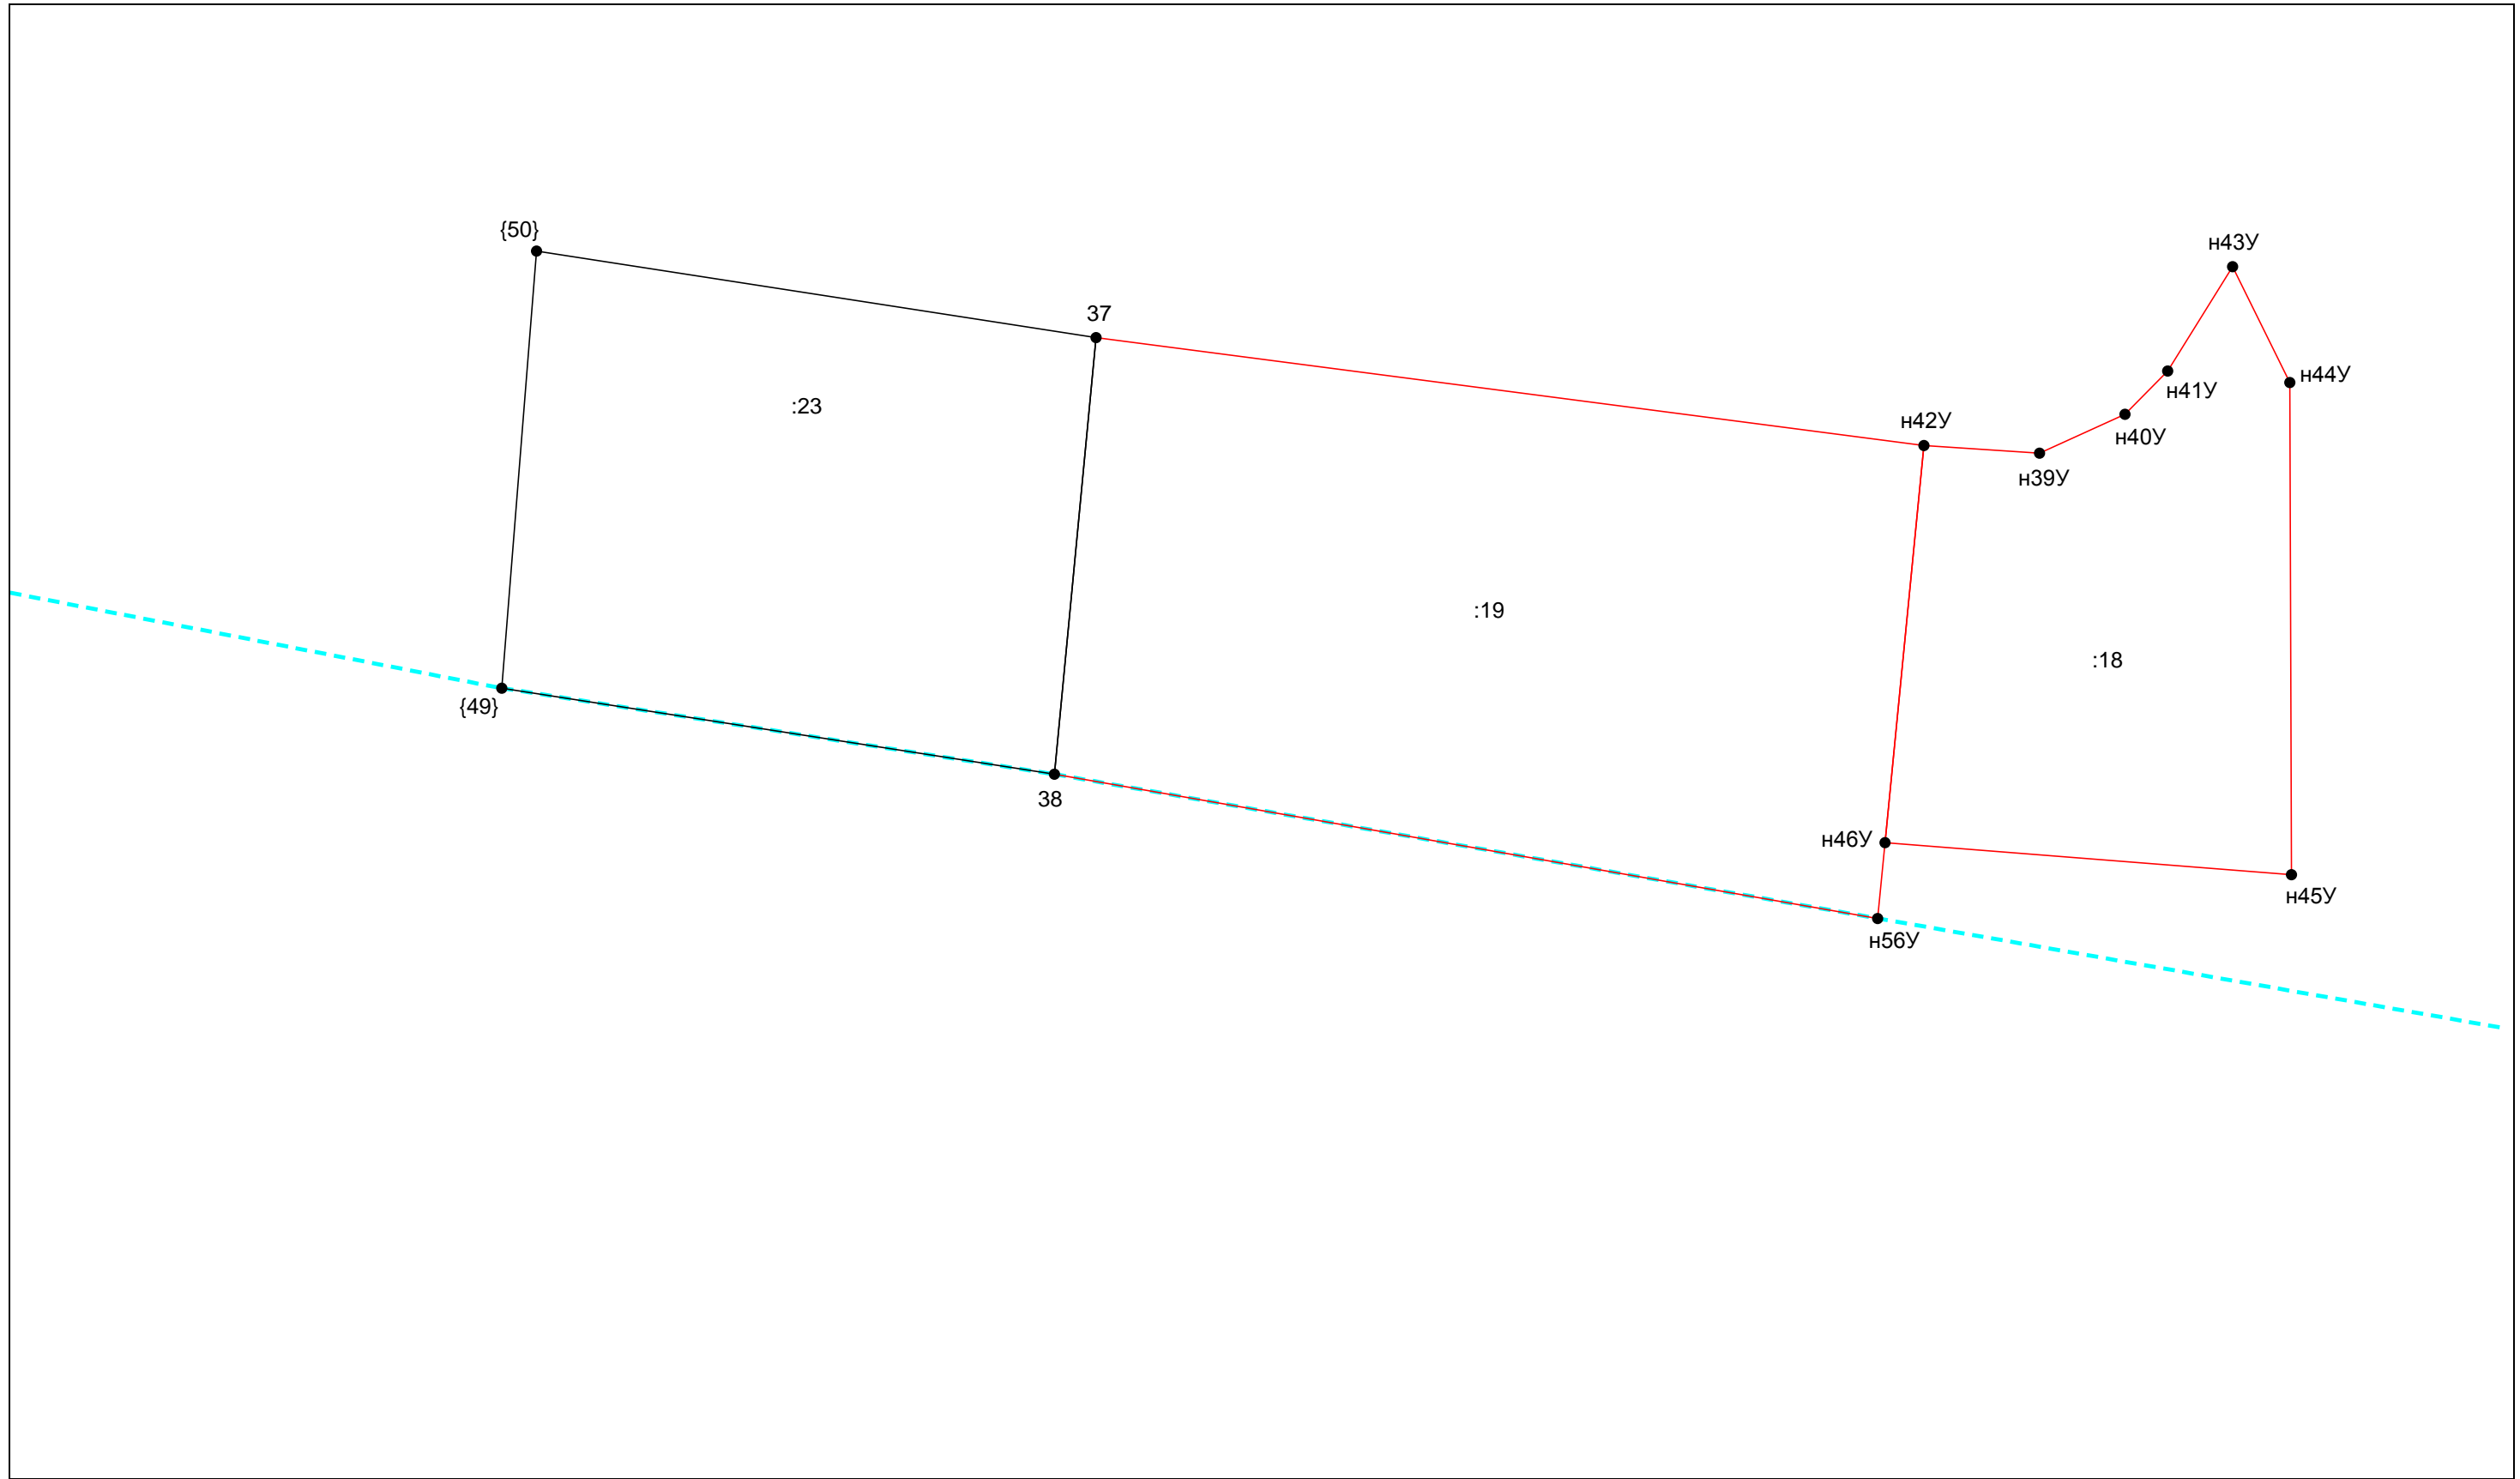 {50}
н43У
37
н44У
н41У
:23
н42У
н40У
н39У
:19
:18
{49}
38
н46У
н45У
н56У